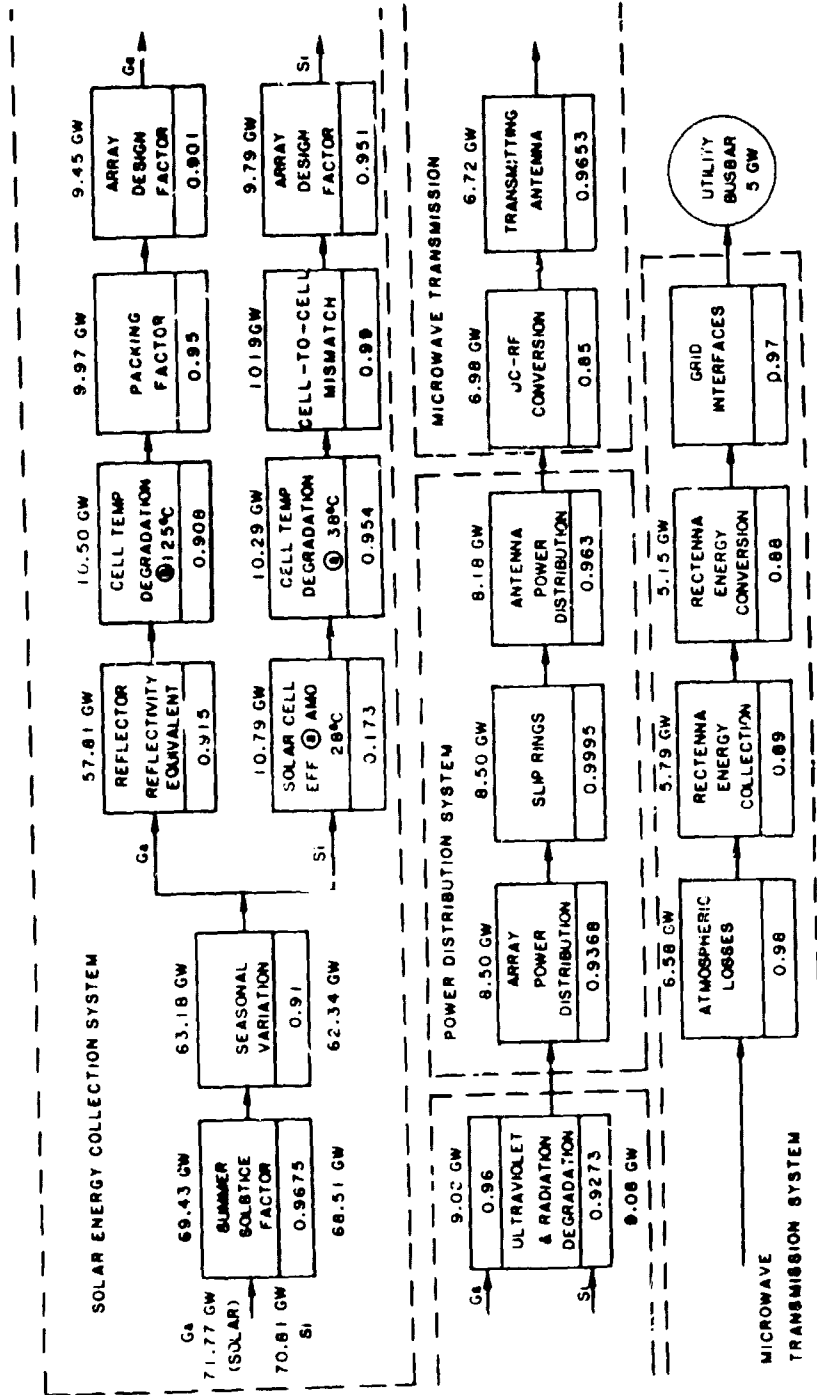 SOLAR ENERGY COLLECTION SYSTEM
Ga
71.77 GW
(SOLAR)
70.81 GW
Si
69.43 GW
SUMMER
SOLSTICE
FACTOR
0.9675
68.51 GW
63.18 GW
SEASONAL
VARIATION
0.91
62.34 GW
Ga
57.81 GW
REFLECTOR
REFLECTIVITY
EQUIVALENT
0.915
10.50 GW
CELL TEMP
DEGRADATION
@ 125°C
0.908
9.97 GW
PACKING
FACTOR
0.95
9.45 GW
ARRAY
DESIGN
FACTOR
0.901
Ga
Si
10.79 GW
SOLAR CELL
EFF @ AMO
28°C
0.173
10.29 GW
CELL TEMP
DEGRADATION
@ 38°C
0.954
1019GW
CELL-TO-CELL
MISMATCH
0.99
9.79 GW
ARRAY
DESIGN
FACTOR
0.951
Si
Ga
Si
0.96
ULTRAVIOLET
& RADIATION
DEGRADATION
0.9273
9.08 GW
POWER DISTRIBUTION SYSTEM
8.50 GW
ARRAY
POWER
DISTRIBUTION
0.9368
8.50 GW
SLIP RINGS
0.9995
8.18 GW
ANTENNA
POWER
DISTRIBUTION
0.963
MICROWAVE TRANSMISSION
6.98 GW
DC-RF
CONVERSION
0.85
6.72 GW
TRANSMITTING
ANTENNA
0.9653
MICROWAVE
TRANSMISSION SYSTEM
6.58 GW
ATMOSPHERIC
LOSSES
0.98
5.79 GW
RECTENNA
ENERGY
COLLECTION
0.89
5.15 GW
RECTENNA
ENERGY
CONVERSION
0.88
GRID
INTERFACES
0.97
UTILITY
BUSBAR
5 GW